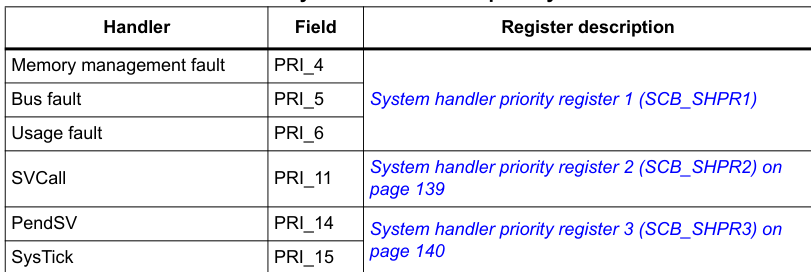 Handler Field Register description
Memory management fault PRI_4
Bus fault PRI_5 System handler priority register 1 (SCB_SHPR1)
Usage fault PRI_6
SVCall PRI_11 System handler priority register 2 (SCB_SHPR2) on
page 139
PendSV PRI_14 System handler priority register 3 (SCB_SHPR3) on
page 140
SysTick PRI_15